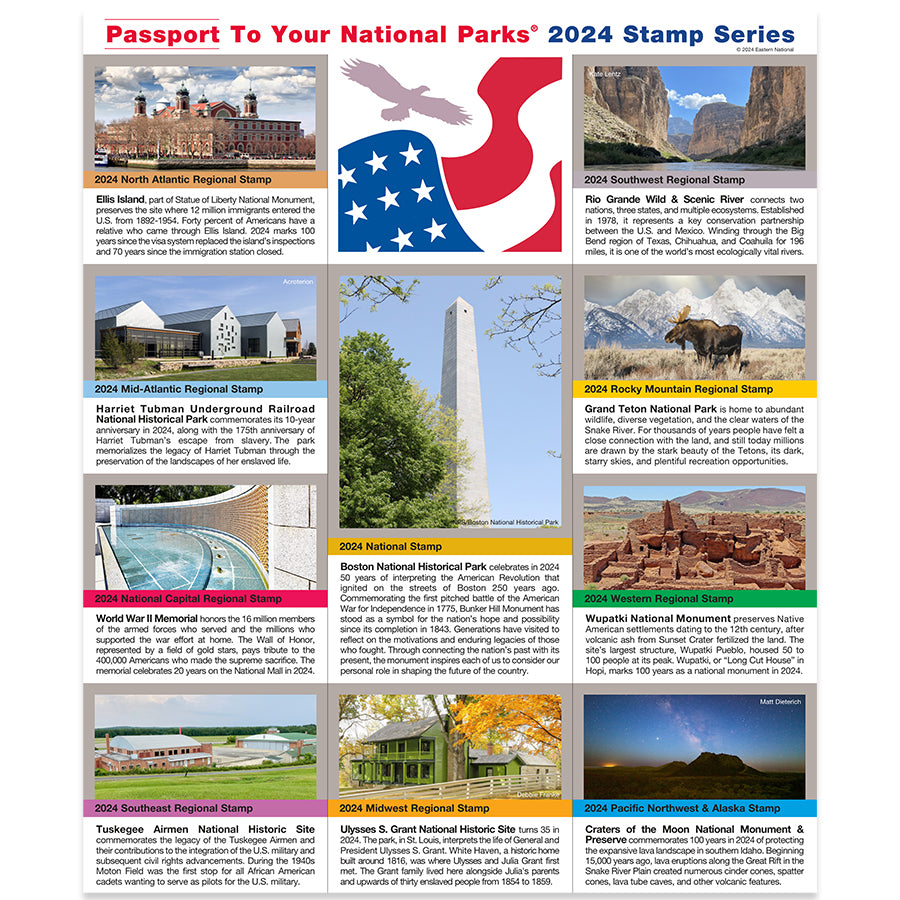 Passport To Your National Parks® 2024 Stamp Series
© 2024 Eastern National
2024 North Atlantic Regional Stamp
Ellis Island, part of Statue of Liberty National Monument,
preserves the site where 12 million immigrants entered the
U.S. from 1892-1954. Forty percent of Americans have a
relative who came through Ellis Island. 2024 marks 100
years since the visa system replaced the island's inspections
and 70 years since the immigration station closed.
Kate Lentz
2024 Southwest Regional Stamp
Rio Grande Wild & Scenic River connects two
nations, three states, and multiple ecosystems. Established
in 1978, it represents a key conservation partnership
between the U.S. and Mexico. Winding through the Big
Bend region of Texas, Chihuahua, and Coahuila for 196
miles, it is one of the world's most ecologically vital rivers.
Acroterion
2024 Mid-Atlantic Regional Stamp
Harriet Tubman Underground Railroad
National Historical Park commemorates its 10-year
anniversary in 2024, along with the 175th anniversary of
Harriet Tubman's escape from slavery. The park
memorializes the legacy of Harriet Tubman through the
preservation of the landscapes of her enslaved life.
NPS/Boston National Historical Park
2024 National Stamp
Boston National Historical Park celebrates in 2024
50 years of interpreting the American Revolution that
ignited on the streets of Boston 250 years ago.
Commemorating the first pitched battle of the American
War for Independence in 1775, Bunker Hill Monument has
stood as a symbol for the nation's hope and possibility
since its completion in 1843. Generations have visited to
reflect on the motivations and enduring legacies of those
who fought. Through connecting the nation's past with its
present, the monument inspires each of us to consider our
personal role in shaping the future of the country.
2024 Rocky Mountain Regional Stamp
Grand Teton National Park is home to abundant
wildlife, diverse vegetation, and the clear waters of the
Snake River. For thousands of years people have felt a
close connection with the land, and still today millions
are drawn by the stark beauty of the Tetons, its dark,
starry skies, and plentiful recreation opportunities.
2024 National Capital Regional Stamp
World War II Memorial honors the 16 million members
of the armed forces who served and the millions who
supported the war effort at home. The Wall of Honor,
represented by a field of gold stars, pays tribute to the
400,000 Americans who made the supreme sacrifice. The
memorial celebrates 20 years on the National Mall in 2024.
2024 Western Regional Stamp
Wupatki National Monument preserves Native
American settlements dating to the 12th century, after
volcanic ash from Sunset Crater fertilized the land. The
site's largest structure, Wupatki Pueblo, housed 50 to
100 people at its peak. Wupatki, or “Long Cut House” in
Hopi, marks 100 years as a national monument in 2024.
2024 Southeast Regional Stamp
Tuskegee Airmen National Historic Site
commemorates the legacy of the Tuskegee Airmen and
their contributions to the integration of the U.S. military and
subsequent civil rights advancements. During the 1940s
Moton Field was the first stop for all African American
cadets wanting to serve as pilots for the U.S. military.
Debbie Franke
2024 Midwest Regional Stamp
Ulysses S. Grant National Historic Site turns 35 in
2024. The park, in St. Louis, interprets the life of General and
President Ulysses S. Grant. White Haven, a historic home
built around 1816, was where Ulysses and Julia Grant first
met. The Grant family lived here alongside Julia's parents
and upwards of thirty enslaved people from 1854 to 1859.
Matt Dieterich
2024 Pacific Northwest & Alaska Stamp
Craters of the Moon National Monument &
Preserve commemorates 100 years in 2024 of protecting
the expansive lava landscape in southern Idaho. Beginning
15,000 years ago, lava eruptions along the Great Rift in the
Snake River Plain created numerous cinder cones, spatter
cones, lava tube caves, and other volcanic features.